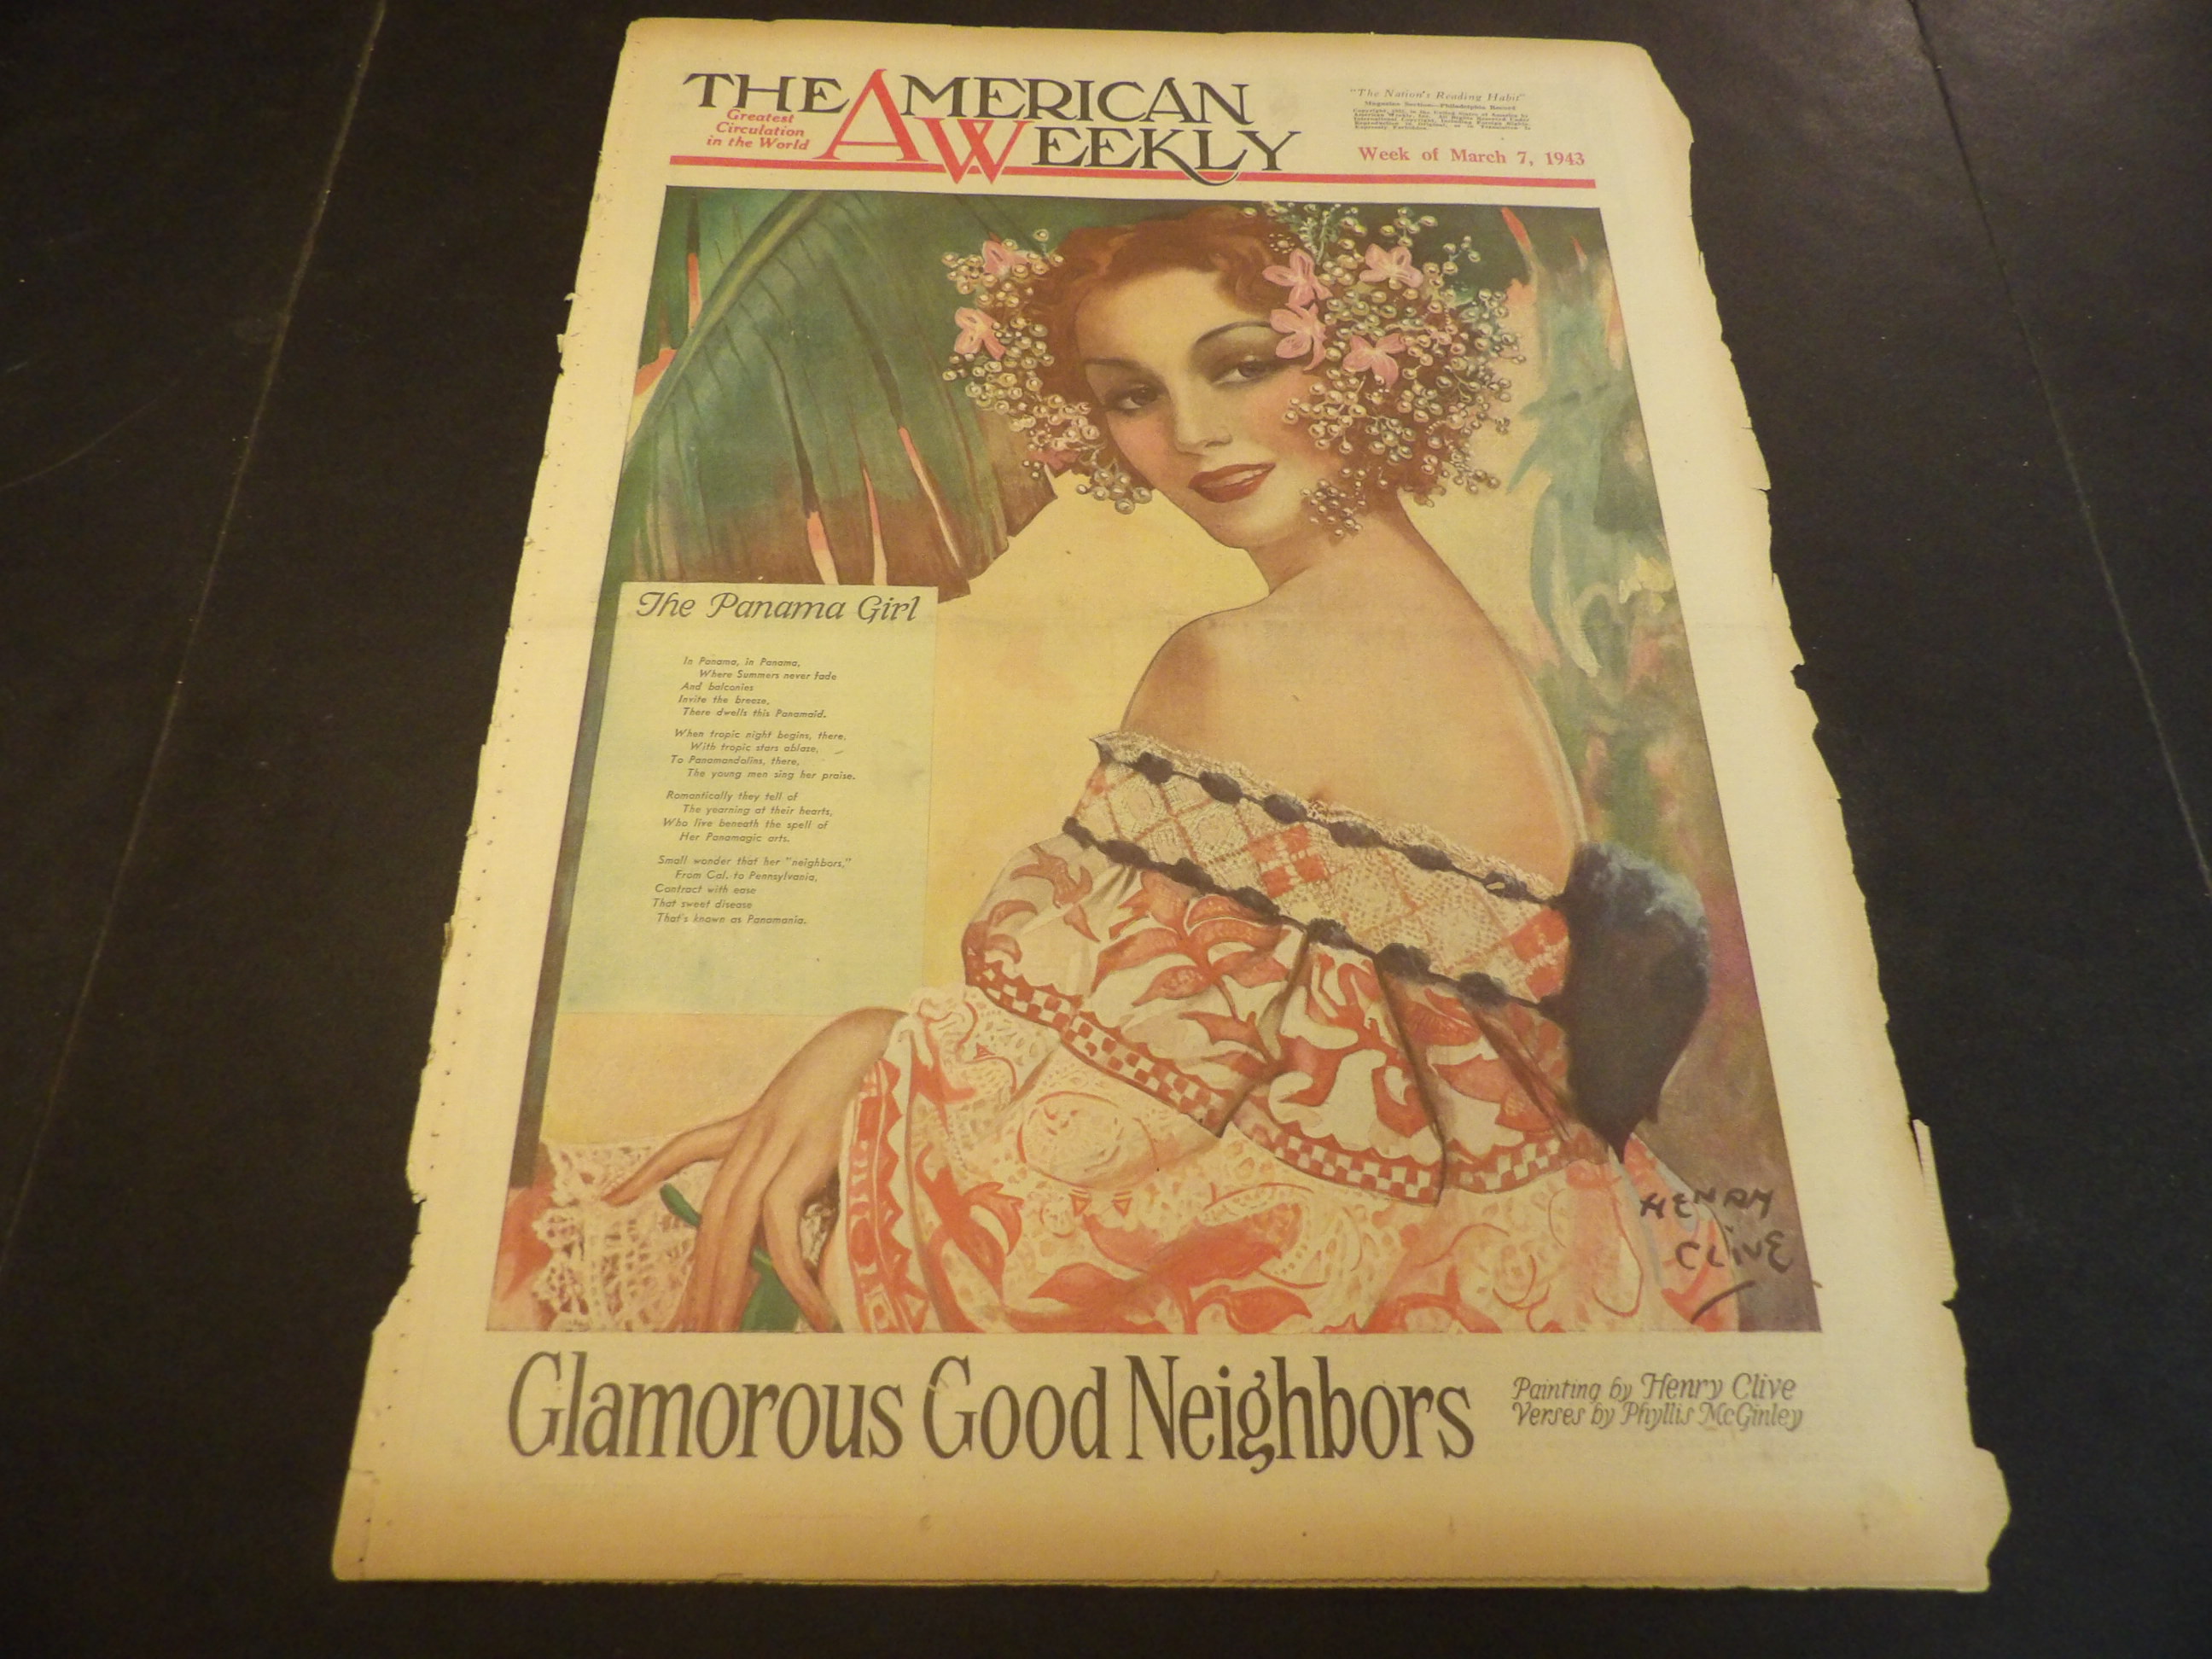 THE AMERICAN
WEEKLY
Greatest
Circulation
in the World
"The Nation's Reading Habit"
Magazine Section—Philadelphia Record
Week of March 7, 1943
The Panama Girl
In Panama, in Panama,
Where Summers never fade
And balconies
Invite the breeze,
There dwells this Panamaid.
When tropic night begins, there,
With tropic stars ablaze,
To Panamandolins, there,
The young men sing her praise.
Romantically they tell of
The yearning at their hearts,
Who live beneath the spell of
Her Panamagic arts.
Small wonder that her "neighbors,"
From Cal. to Pennsylvania,
Contract with ease
That sweet disease
That's known as Panamania.
HENRY
CLIVE
Glamorous Good Neighbors
Painting by Henry Clive
Verses by Phyllis McGinley